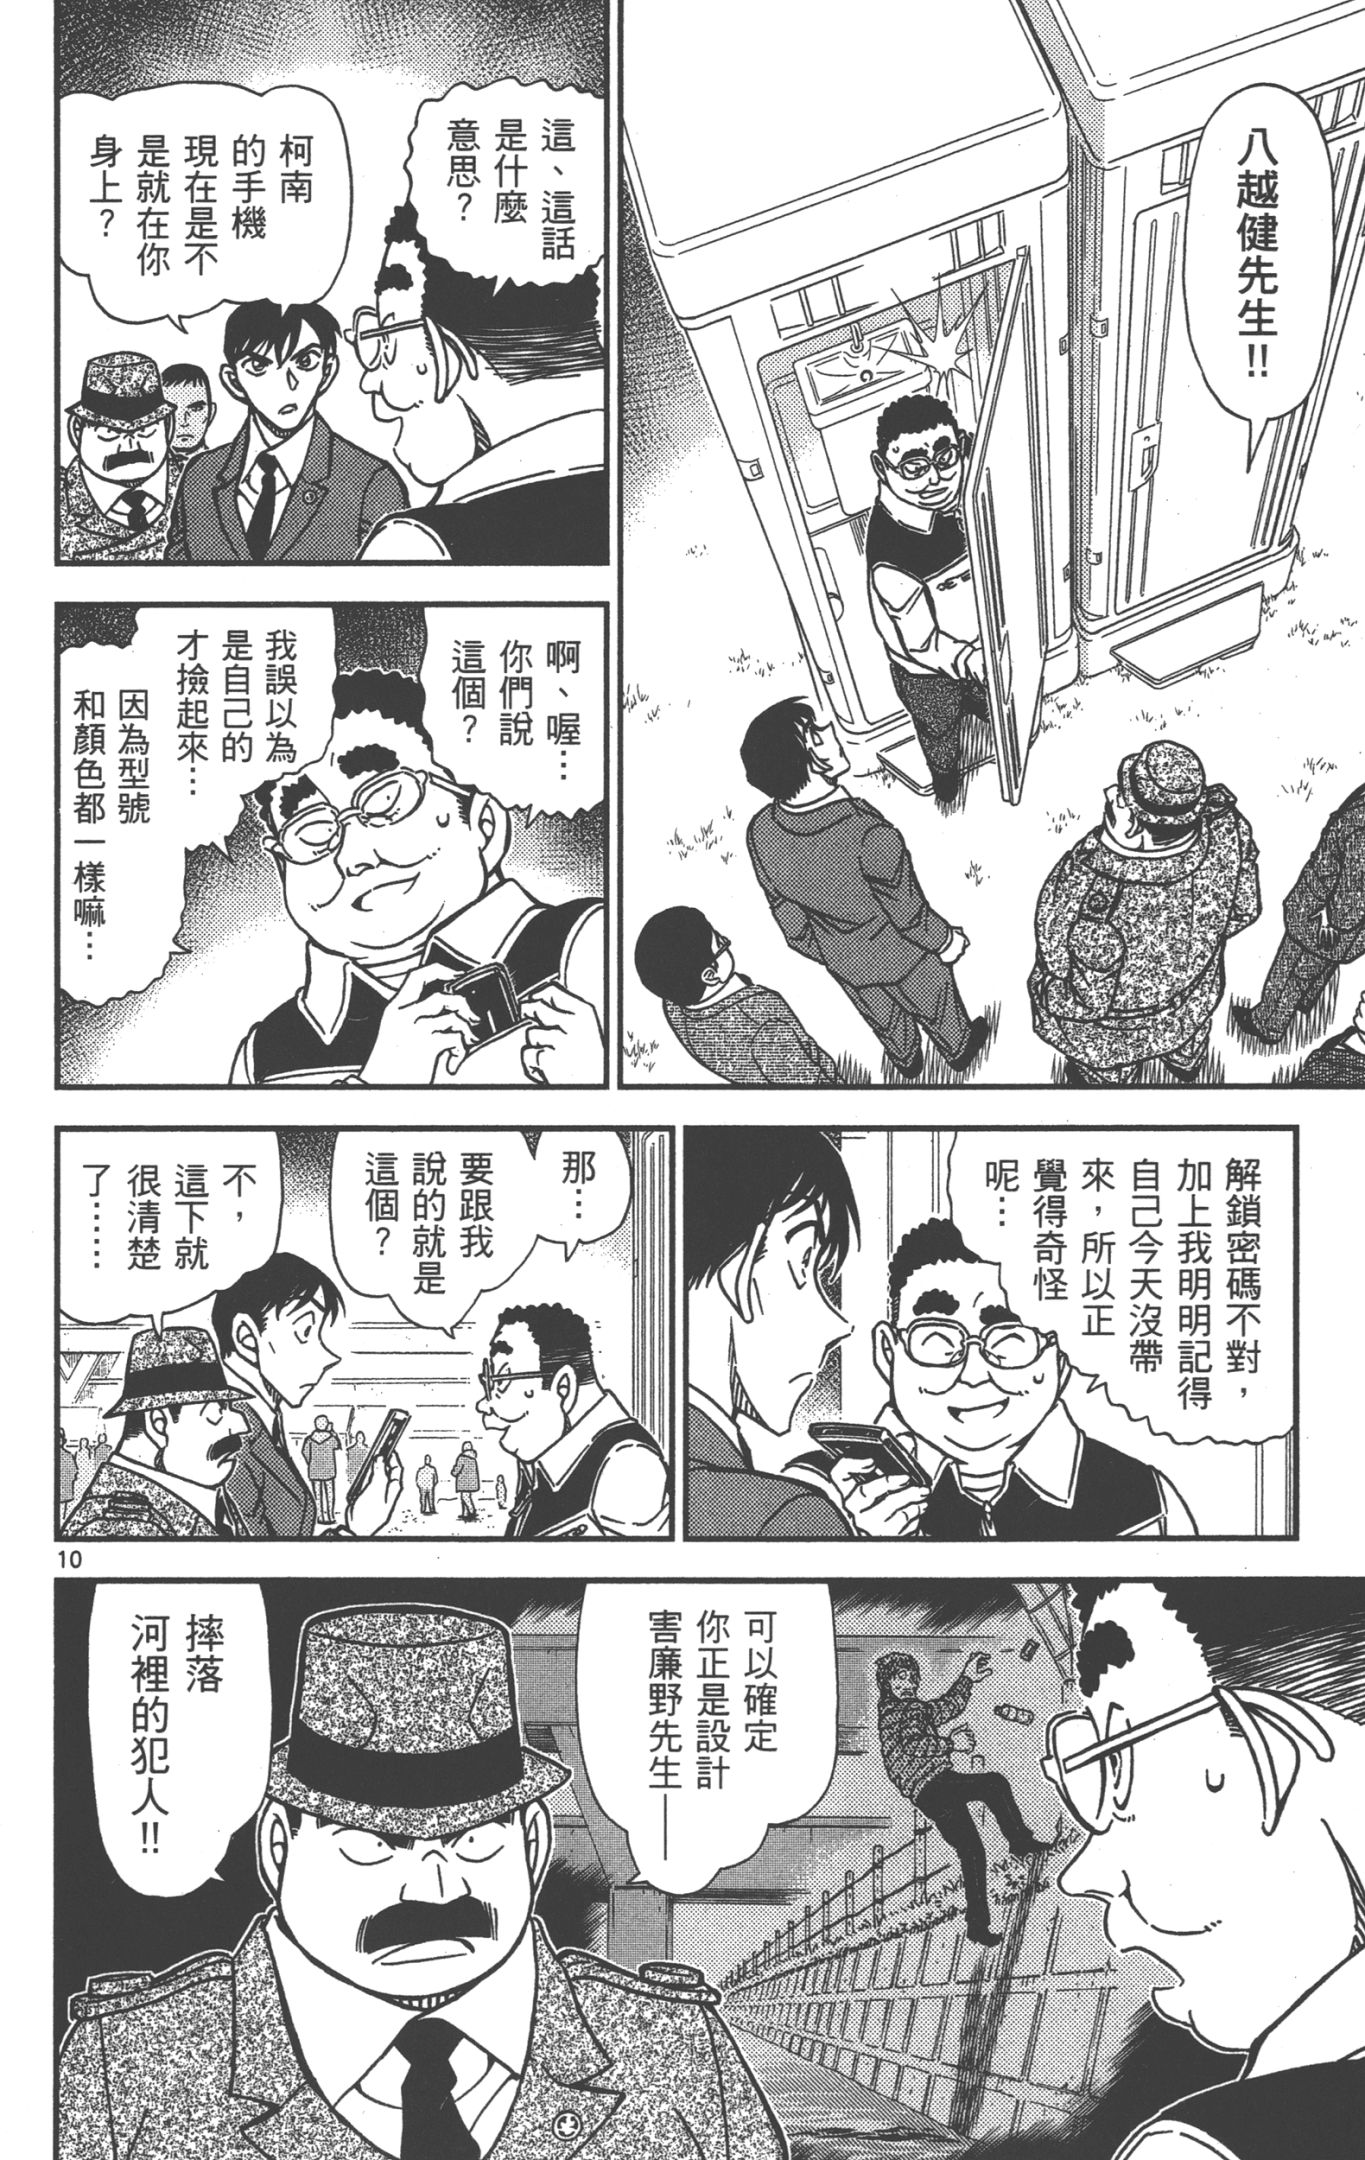 八越健先生!!
這、這話
是什麼
意思？
柯南
的手機
現在是不
是就在你
身上？
啊、喔…
你們說
這個？
我誤以為
是自己的
才撿起來…
因為型號
和顏色都一樣嘛…
解鎖密碼不對，
加上我明明記得
自己今天沒帶
來，所以正
覺得奇怪
呢…
那…
要跟我
說的就是
這個？
不，
這下就
很清楚
了……
10
可以確定
你正是設計
害廉野先生——
摔落
河裡的犯人!!